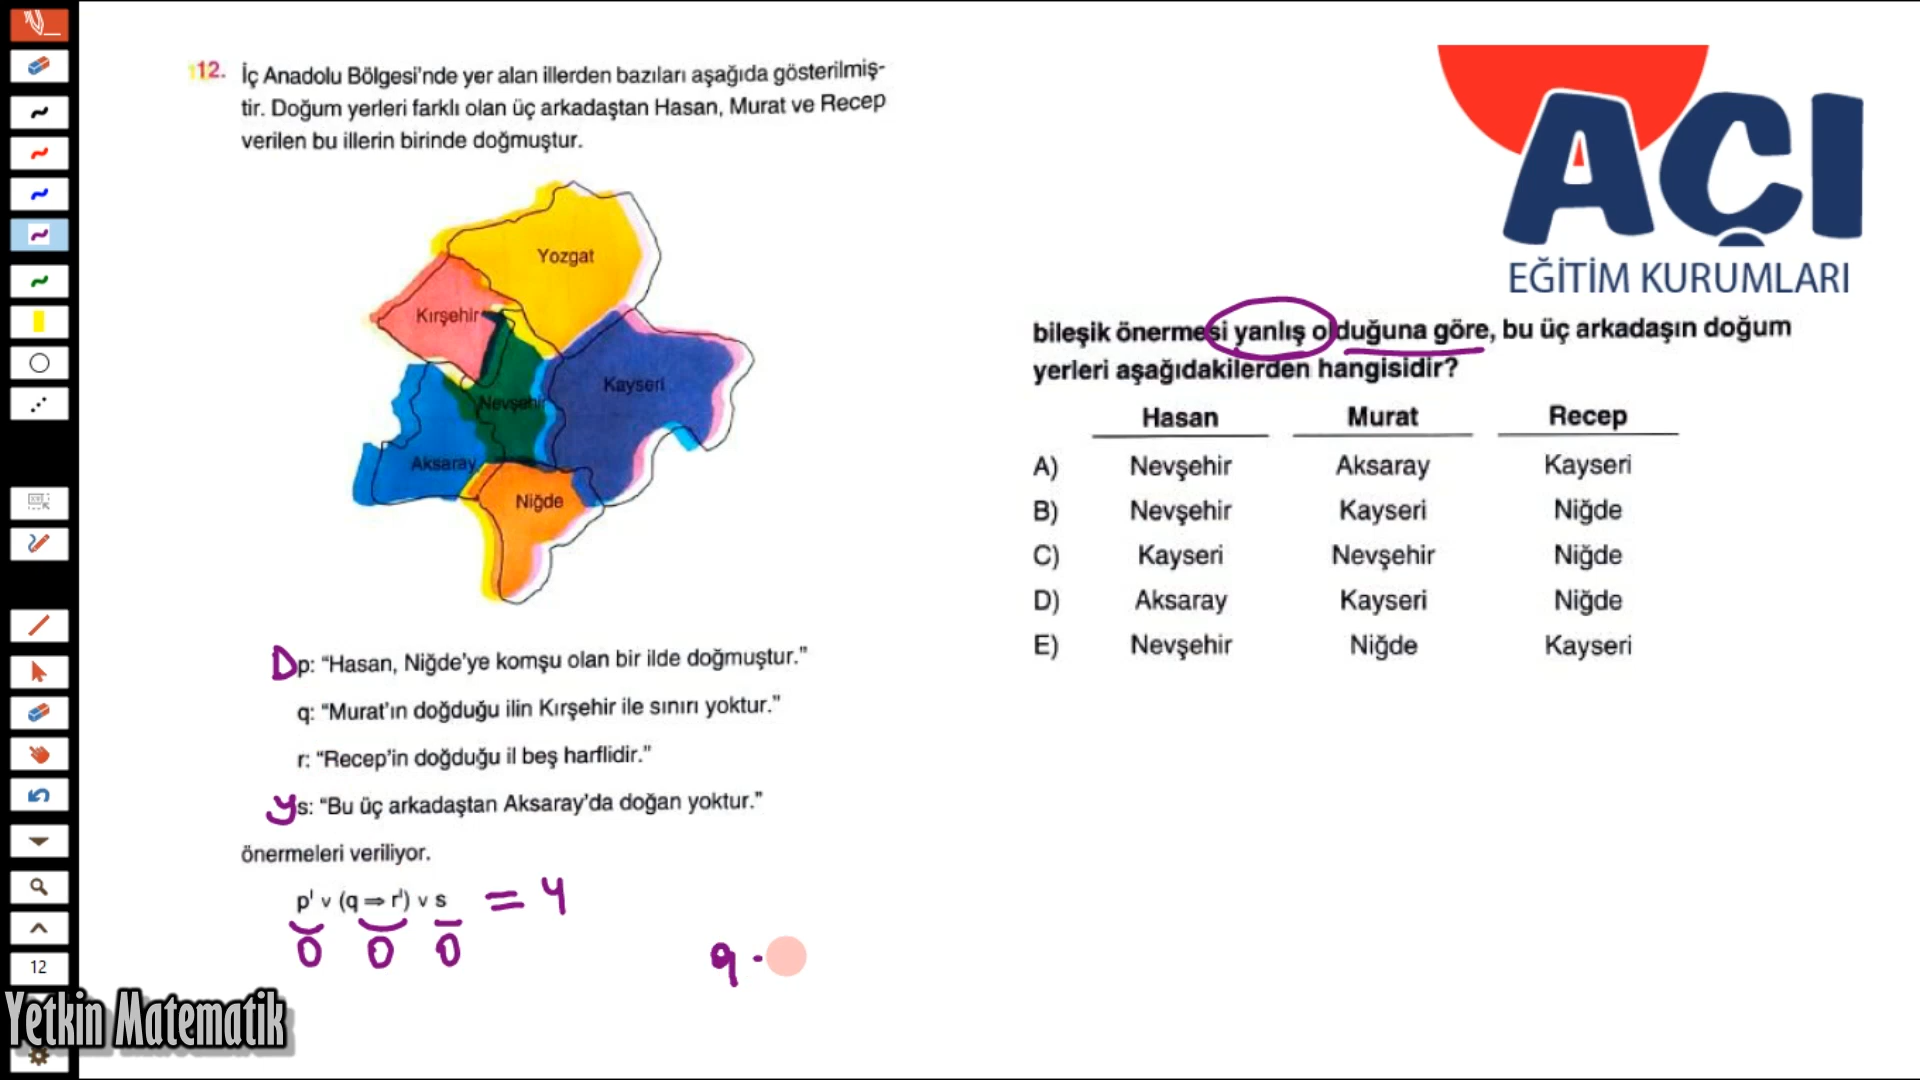 12. İç Anadolu Bölgesi'nde yer alan illerden bazıları aşağıda gösterilmiş-
tir. Doğum yerleri farklı olan üç arkadaştan Hasan, Murat ve Recep
verilen bu illerin birinde doğmuştur.
Yozgat
Kırşehir
Kayseri
Nevşehir
Aksaray
Niğde
D p: “Hasan, Niğde'ye komşu olan bir ilde doğmuştur.”
q: “Murat'ın doğduğu ilin Kırşehir ile sınırı yoktur.”
r: “Recep'in doğduğu il beş harflidir.”
y s: “Bu üç arkadaştan Aksaray'da doğan yoktur.”
önermeleri veriliyor.
p' ∨ (q ⇒ r') ∨ s = y
0 0 0
q
AÇI
EĞİTİM KURUMLARI
bileşik önermesi yanlış olduğuna göre, bu üç arkadaşın doğum
yerleri aşağıdakilerden hangisidir?
Hasan Murat Recep
A) Nevşehir Aksaray Kayseri
B) Nevşehir Kayseri Niğde
C) Kayseri Nevşehir Niğde
D) Aksaray Kayseri Niğde
E) Nevşehir Niğde Kayseri
12
Yetkin Matematik